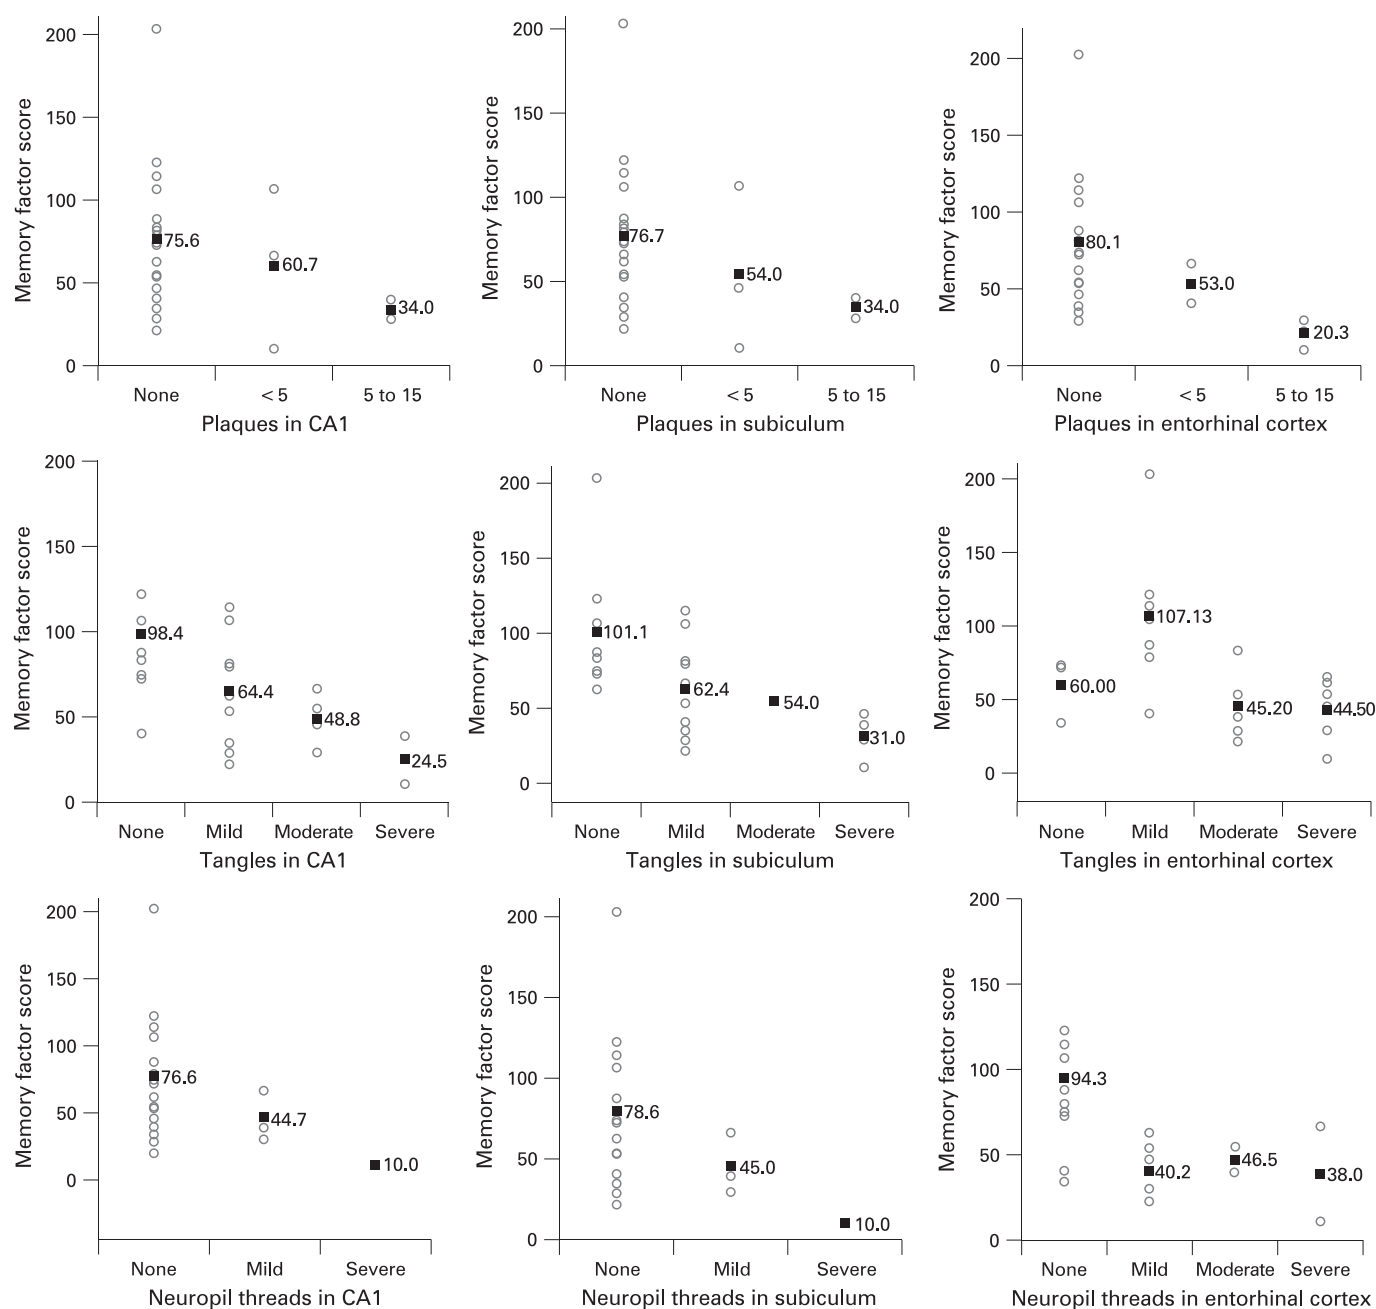 Memory factor score
200
150
100
50
0
75.6
60.7
34.0
None < 5 5 to 15
Plaques in CA1
Memory factor score
200
150
100
50
0
76.7
54.0
34.0
None < 5 5 to 15
Plaques in subiculum
Memory factor score
200
150
100
50
0
80.1
53.0
20.3
None < 5 5 to 15
Plaques in entorhinal cortex
Memory factor score
200
150
100
50
0
98.4
64.4
48.8
24.5
None Mild Moderate Severe
Tangles in CA1
Memory factor score
200
150
100
50
0
101.1
62.4
54.0
31.0
None Mild Moderate Severe
Tangles in subiculum
Memory factor score
200
150
100
50
0
60.00
107.13
45.20
44.50
None Mild Moderate Severe
Tangles in entorhinal cortex
Memory factor score
200
150
100
50
0
76.6
44.7
10.0
None Mild Severe
Neuropil threads in CA1
Memory factor score
200
150
100
50
0
78.6
45.0
10.0
None Mild Severe
Neuropil threads in subiculum
Memory factor score
200
150
100
50
0
94.3
40.2
46.5
38.0
None Mild Moderate Severe
Neuropil threads in entorhinal cortex